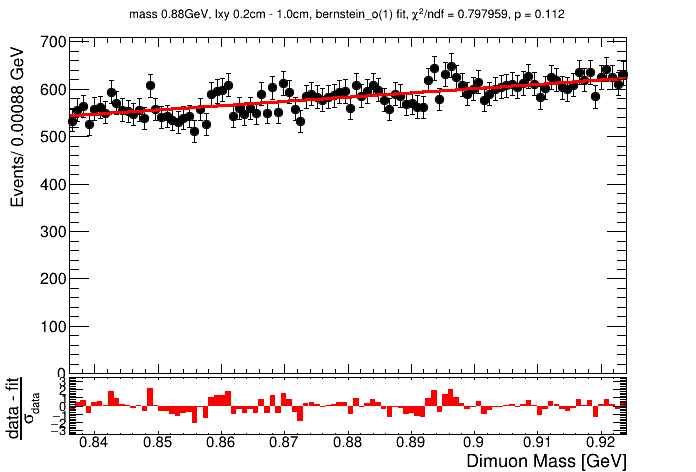 mass 0.88GeV, lxy 0.2cm - 1.0cm, bernstein_o(1) fit, χ²/ndf = 0.797959, p = 0.112
Events/ 0.00088 GeV
700
600
500
400
300
200
100
0
data - fit
σdata
3
2
1
0
−1
−2
−3
0.84 0.85 0.86 0.87 0.88 0.89 0.9 0.91 0.92
Dimuon Mass [GeV]